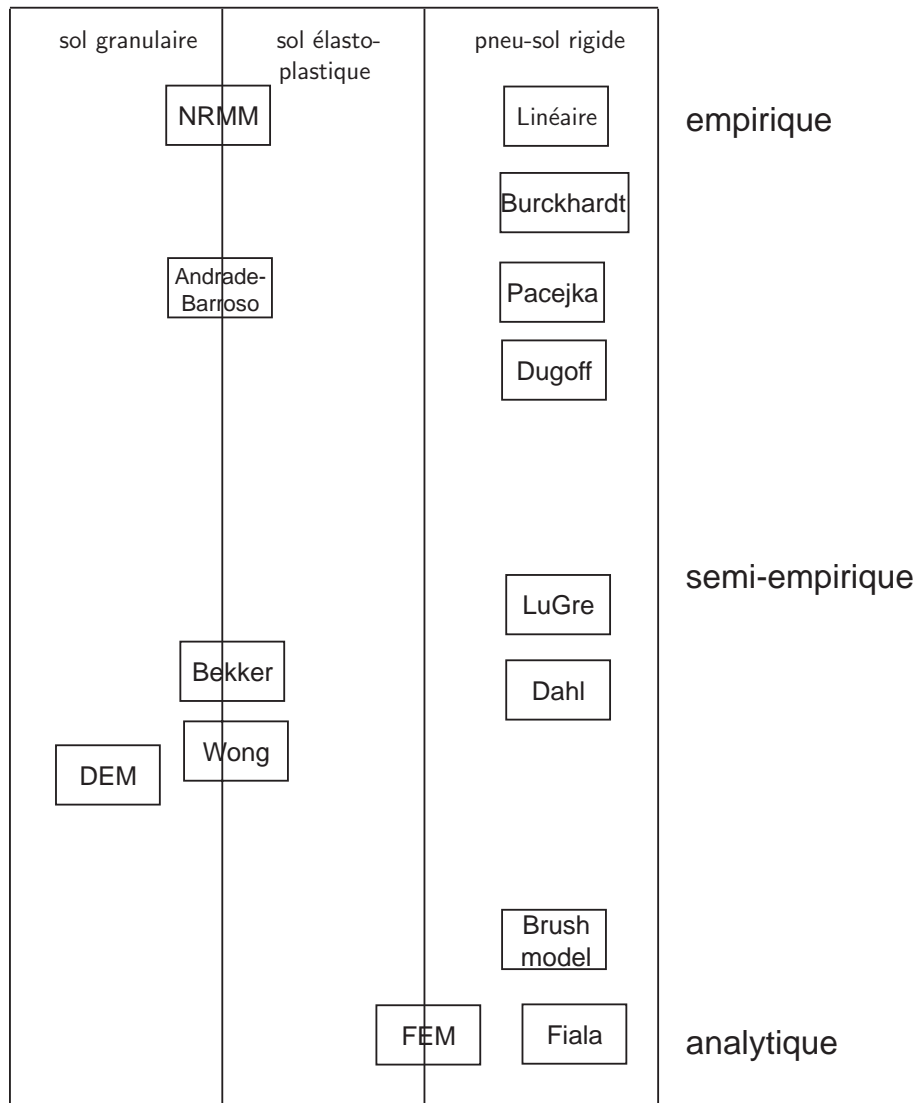 sol granulaire
sol élasto-
plastique
pneu-sol rigide
NRMM
Linéaire
empirique
Burckhardt
Andrade-
Barroso
Pacejka
Dugoff
semi-empirique
LuGre
Bekker
Dahl
Wong
DEM
Brush
model
FEM
Fiala
analytique